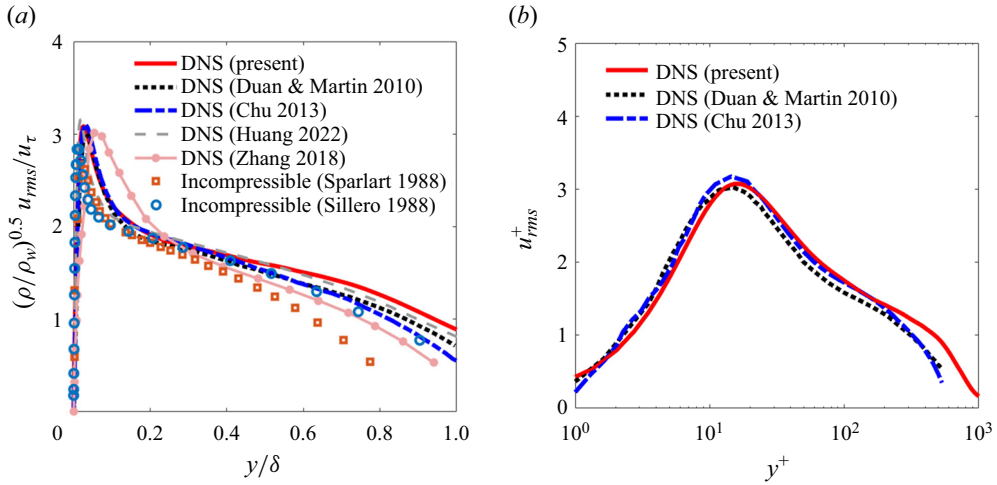 (a)
4
3
2
1
0
0.2
0.4
0.6
0.8
1.0
(ρ/ρw)0.5 urms/uτ
y/δ
DNS (present)
DNS (Duan & Martin 2010)
DNS (Chu 2013)
DNS (Huang 2022)
DNS (Zhang 2018)
Incompressible (Sparlart 1988)
Incompressible (Sillero 1988)
(b)
5
4
3
2
1
0
10⁰
10¹
10²
10³
u⁺rms
y⁺
DNS (present)
DNS (Duan & Martin 2010)
DNS (Chu 2013)